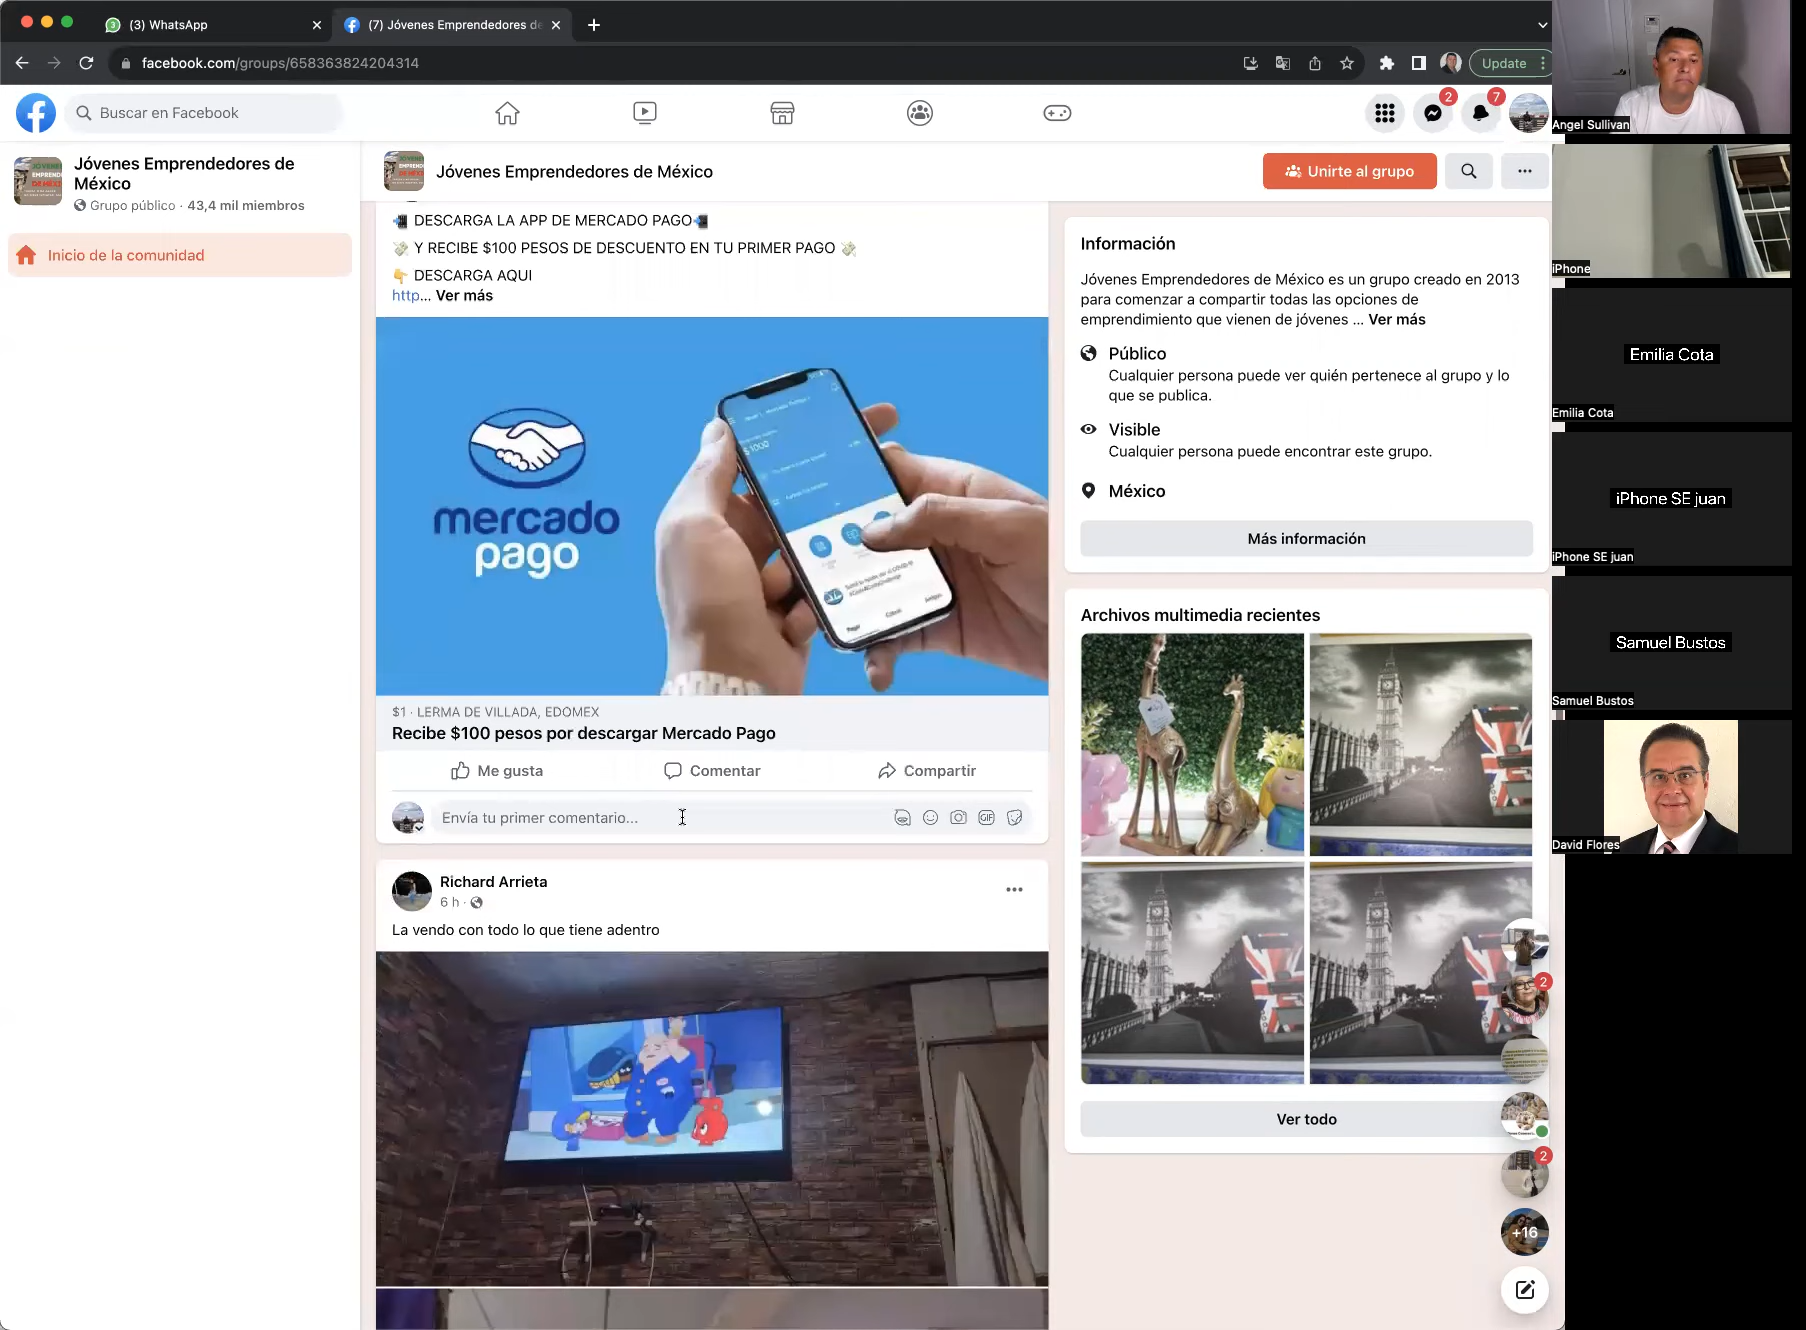 (3) WhatsApp
(7) Jóvenes Emprendedores de
facebook.com/groups/658363824204314
Update
Buscar en Facebook
2
7
Jóvenes Emprendedores de
México
Grupo público · 43,4 mil miembros
Inicio de la comunidad
Jóvenes Emprendedores de México
Unirte al grupo
DESCARGA LA APP DE MERCADO PAGO
Y RECIBE $100 PESOS DE DESCUENTO EN TU PRIMER PAGO
DESCARGA AQUI
http... Ver más
mercado
pago
$1000
$1 · LERMA DE VILLADA, EDOMEX
Recibe $100 pesos por descargar Mercado Pago
Me gusta
Comentar
Compartir
Envía tu primer comentario...
GIF
Richard Arrieta
6 h ·
La vendo con todo lo que tiene adentro
Información
Jóvenes Emprendedores de México es un grupo creado en 2013
para comenzar a compartir todas las opciones de
emprendimiento que vienen de jóvenes ... Ver más
Público
Cualquier persona puede ver quién pertenece al grupo y lo
que se publica.
Visible
Cualquier persona puede encontrar este grupo.
México
Más información
Archivos multimedia recientes
Ver todo
2
2
+16
Angel Sullivan
iPhone
Emilia Cota
Emilia Cota
iPhone SE juan
iPhone SE juan
Samuel Bustos
Samuel Bustos
David Flores